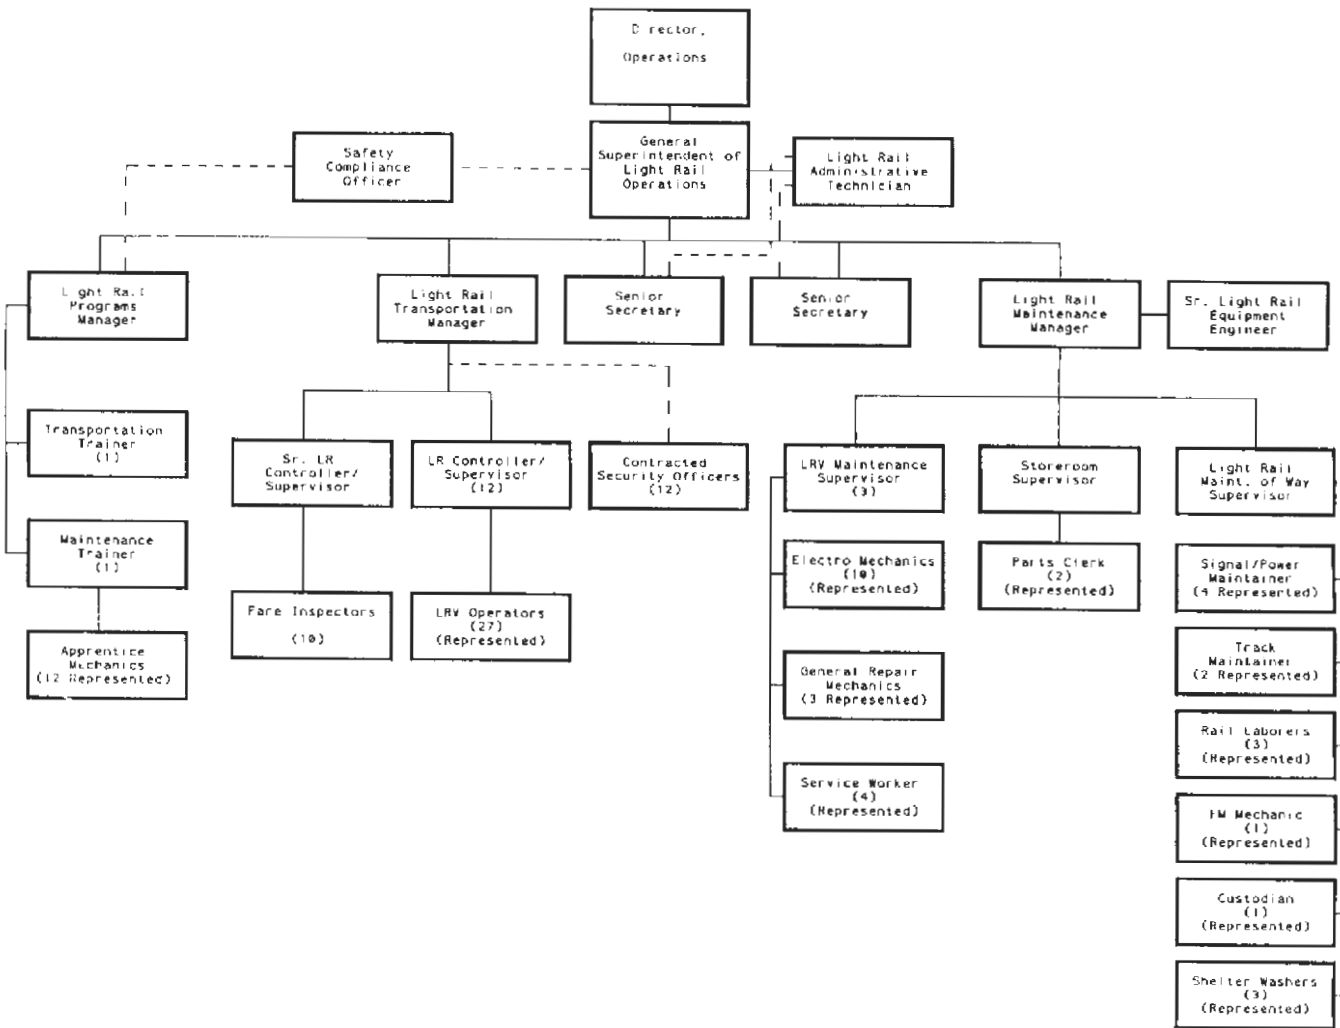 Director,
Operations
General
Superintendent of
Light Rail
Operations
Safety
Compliance
Officer
Light Rail
Administrative
Technician
Light Rail
Programs
Manager
Light Rail
Transportation
Manager
Senior
Secretary
Senior
Secretary
Light Rail
Maintenance
Manager
Sr. Light Rail
Equipment
Engineer
Transportation
Trainer
(1)
Sr. LR
Controller/
Supervisor
LR Controller/
Supervisor
(12)
Contracted
Security Officers
(12)
LRV Maintenance
Supervisor
(3)
Storeroom
Supervisor
Light Rail
Maint. of Way
Supervisor
Maintenance
Trainer
(1)
Electro Mechanics
(10)
(Represented)
Parts Clerk
(2)
(Represented)
Signal/Power
Maintainer
(4 Represented)
Fare Inspectors
(10)
LRV Operators
(27)
(Represented)
Apprentice
Mechanics
(12 Represented)
General Repair
Mechanics
(3 Represented)
Track
Maintainer
(2 Represented)
Rail Laborers
(3)
(Represented)
Service Worker
(4)
(Represented)
FM Mechanic
(1)
(Represented)
Custodian
(1)
(Represented)
Shelter Washers
(3)
(Represented)